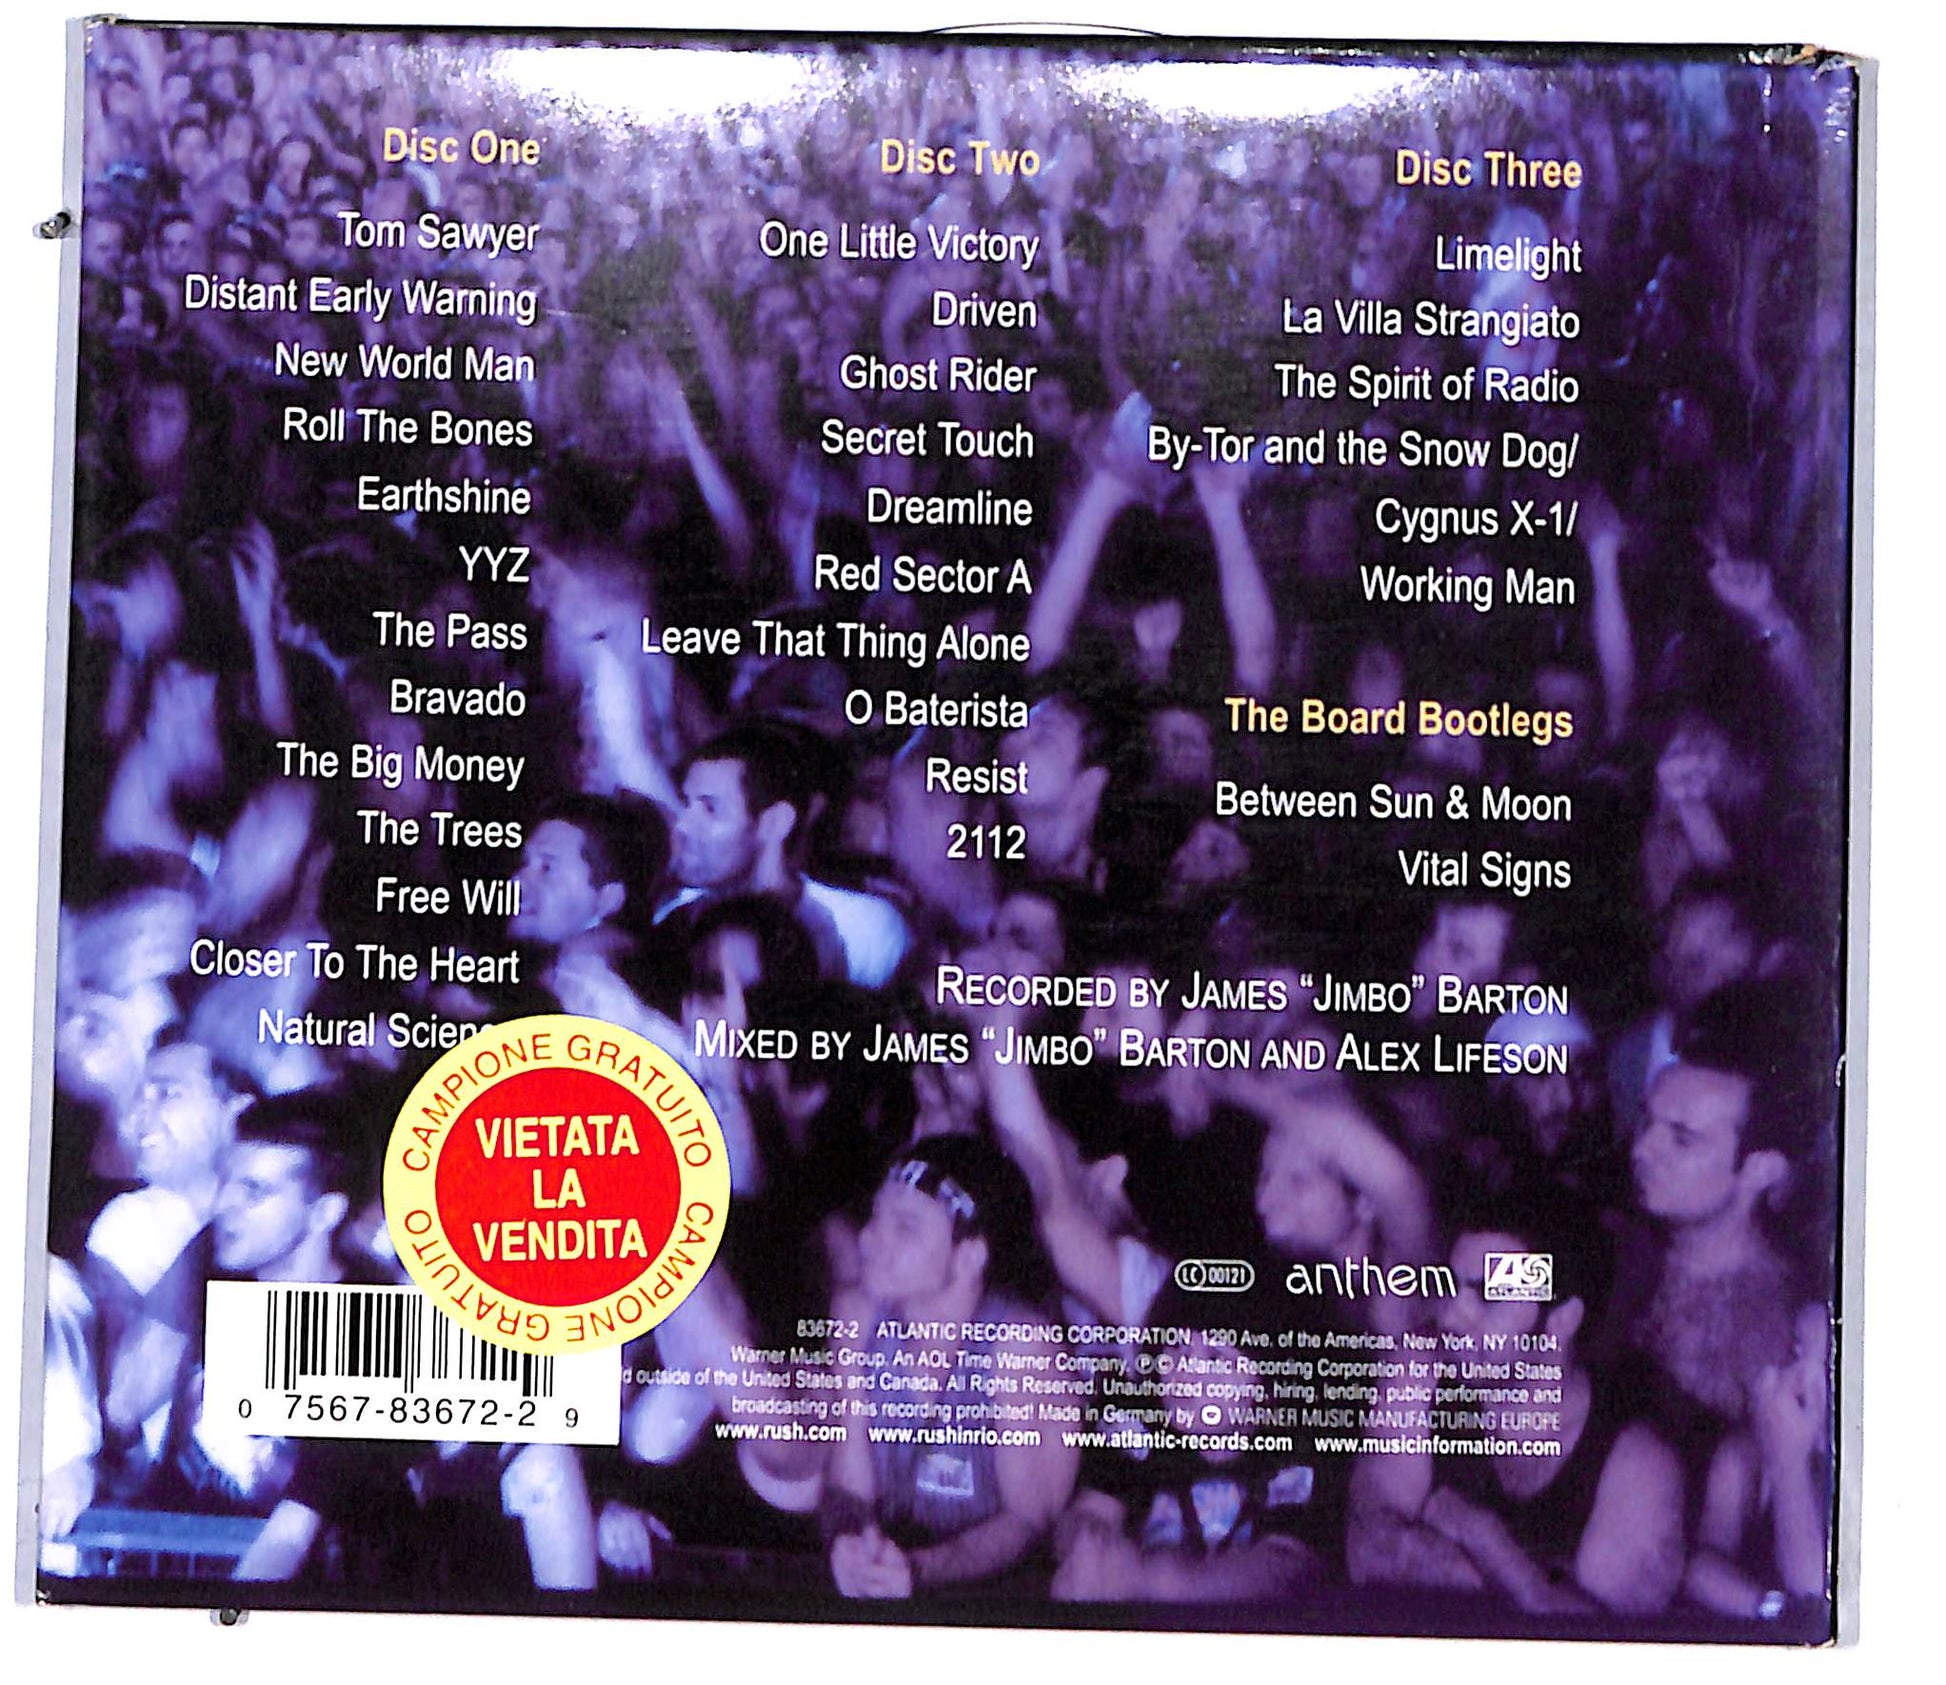 Disc One
Tom Sawyer
Distant Early Warning
New World Man
Roll The Bones
Earthshine
YYZ
The Pass
Bravado
The Big Money
The Trees
Free Will
Closer To The Heart
Natural Scien
Disc Two
One Little Victory
Driven
Ghost Rider
Secret Touch
Dreamline
Red Sector A
Leave That Thing Alone
O Baterista
Resist
2112
Disc Three
Limelight
La Villa Strangiato
The Spirit of Radio
By-Tor and the Snow Dog/
Cygnus X-1/
Working Man
The Board Bootlegs
Between Sun & Moon
Vital Signs
RECORDED BY JAMES “JIMBO” BARTON
MIXED BY JAMES “JIMBO” BARTON AND ALEX LIFESON
CAMPIONE GRATUITO CAMPIONE GRATUITO
VIETATA
LA
VENDITA
LC 00121 anthem ATLANTIC
0 7567-83672-2 9
83672-2 ATLANTIC RECORDING CORPORATION, 1290 Ave. of the Americas, New York, NY 10104.
Warner Music Group. An AOL Time Warner Company. ℗ © Atlantic Recording Corporation for the United States
d outside of the United States and Canada. All Rights Reserved. Unauthorized copying, hiring, lending, public performance and
broadcasting of this recording prohibited! Made in Germany by WARNER MUSIC MANUFACTURING EUROPE
www.rush.com www.rushinrio.com www.atlantic-records.com www.musicinformation.com